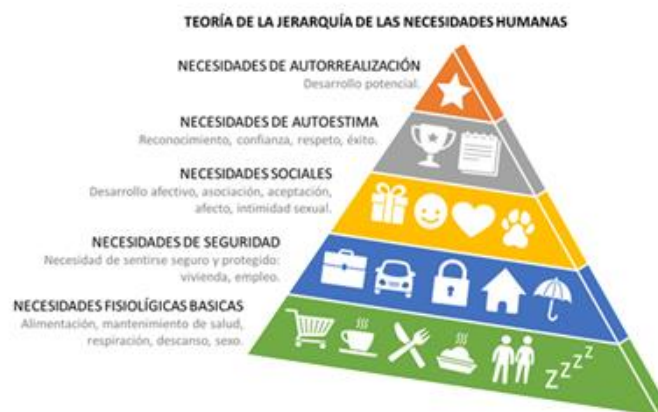 TEORÍA DE LA JERARQUÍA DE LAS NECESIDADES HUMANAS
NECESIDADES DE AUTORREALIZACIÓN
Desarrollo potencial.
NECESIDADES DE AUTOESTIMA
Reconocimiento, confianza, respeto, éxito.
NECESIDADES SOCIALES
Desarrollo afectivo, asociación, aceptación,
afecto, intimidad sexual.
NECESIDADES DE SEGURIDAD
Necesidad de sentirse seguro y protegido:
vivienda, empleo.
NECESIDADES FISIOLÓGICAS BASICAS
Alimentación, mantenimiento de salud,
respiración, descanso, sexo.
zzzz